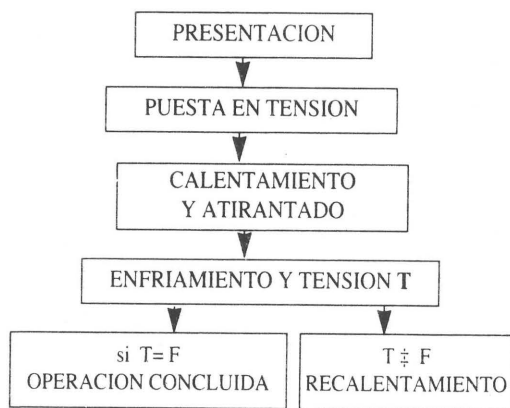 PRESENTACION
PUESTA EN TENSION
CALENTAMIENTO
Y ATIRANTADO
ENFRIAMIENTO Y TENSION T
si T= F
OPERACION CONCLUIDA
T ‡ F
RECALENTAMIENTO